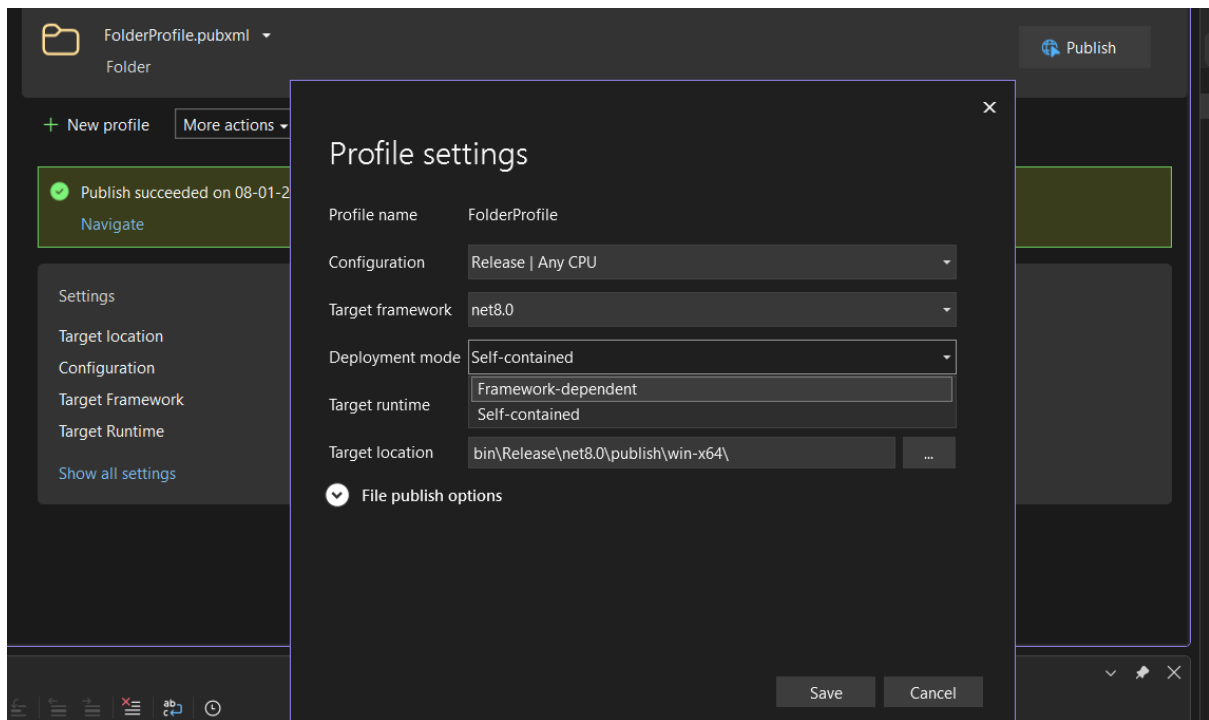 FolderProfile.pubxml
Folder
Publish
New profile
More actions
Publish succeeded on 08-01-2
Navigate
Settings
Target location
Configuration
Target Framework
Target Runtime
Show all settings
Profile settings
Profile name FolderProfile
Configuration Release | Any CPU
Target framework net8.0
Deployment mode Self-contained
Framework-dependent
Target runtime
Self-contained
Target location bin\Release\net8.0\publish\win-x64\ ...
File publish options
Save Cancel
ab
c